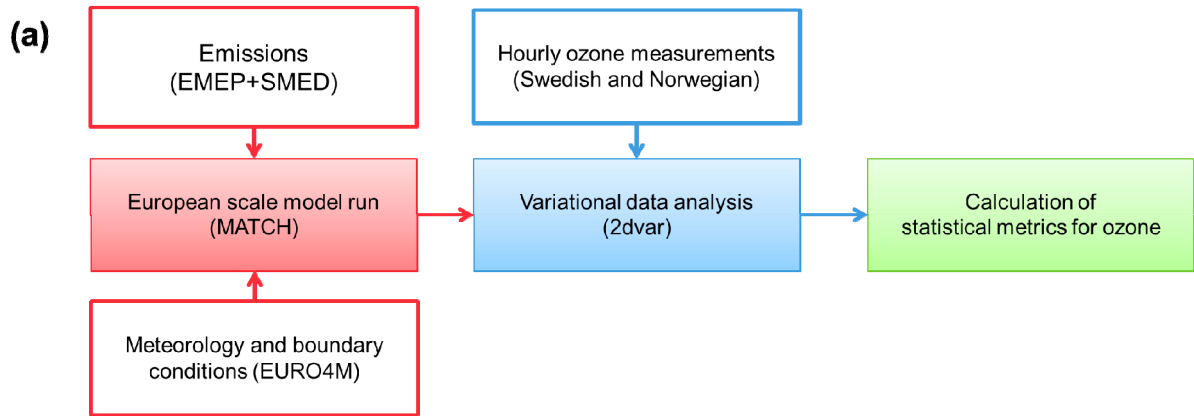 (a)
Emissions
(EMEP+SMED)
Hourly ozone measurements
(Swedish and Norwegian)
European scale model run
(MATCH)
Variational data analysis
(2dvar)
Calculation of
statistical metrics for ozone
Meteorology and boundary
conditions (EURO4M)